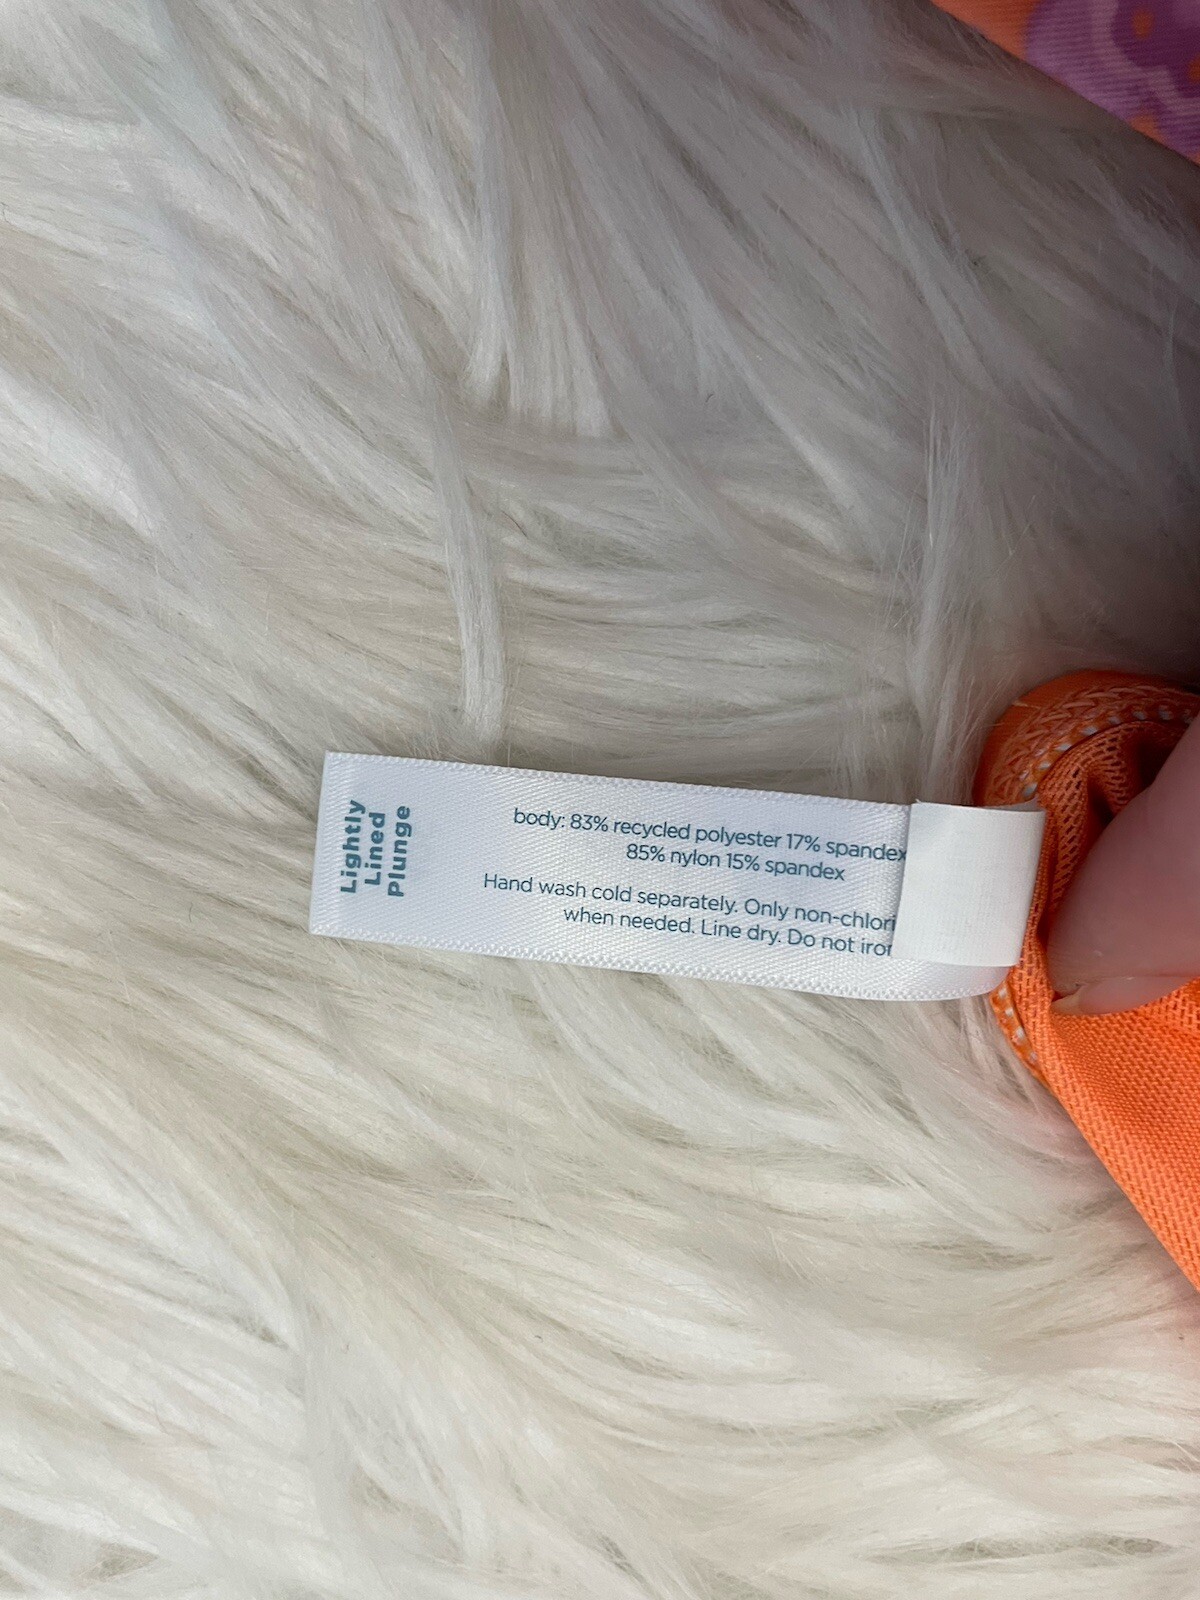 Lightly
Lined
Plunge
body: 83% recycled polyester 17% spandex
85% nylon 15% spandex
Hand wash cold separately. Only non-chlori
when needed. Line dry. Do not iron